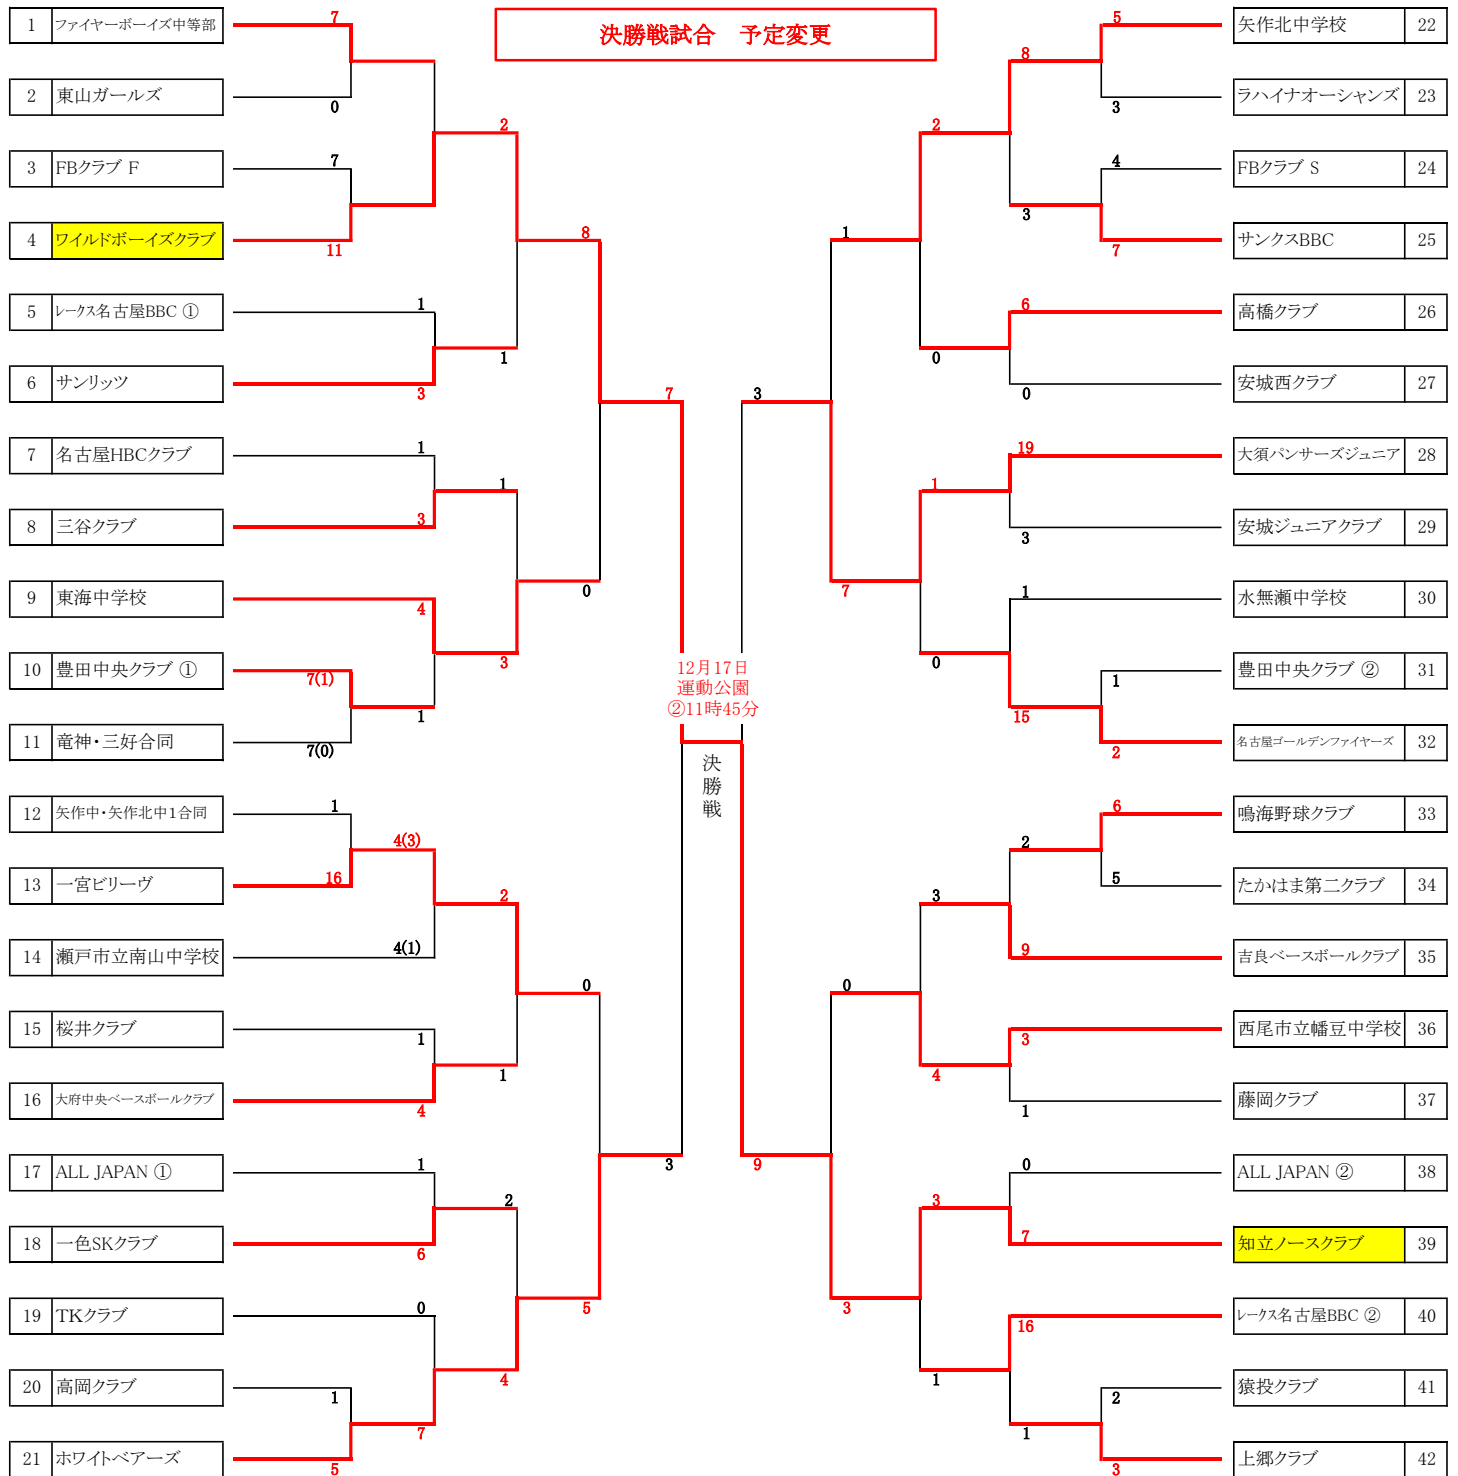 決勝戦試合　予定変更
1 ファイヤーボーイズ中等部
7
2 東山ガールズ
0
3 FBクラブ F
7
4 ワイルドボーイズクラブ
11
2
5 レークス名古屋BBC ①
1
6 サンリッツ
3
1
8
7 名古屋HBCクラブ
1
8 三谷クラブ
3
1
9 東海中学校
4
10 豊田中央クラブ ①
7(1)
11 竜神・三好合同
7(0)
1
3
0
7
12 矢作中・矢作北中1合同
1
13 一宮ビリーヴ
16
4(3)
14 瀬戸市立南山中学校
4(1)
2
15 桜井クラブ
1
16 大府中央ベースボールクラブ
4
1
0
17 ALL JAPAN ①
1
18 一色SKクラブ
6
2
19 TKクラブ
0
20 高岡クラブ
1
21 ホワイトベアーズ
5
7
4
5
3
12月17日
運動公園
②11時45分
決
勝
戦
矢作北中学校 22
5
ラハイナオーシャンズ 23
3
8
FBクラブ S 24
4
サンクスBBC 25
7
3
2
高橋クラブ 26
6
安城西クラブ 27
0
0
1
大須パンサーズジュニア 28
19
安城ジュニアクラブ 29
3
1
水無瀬中学校 30
1
豊田中央クラブ ② 31
1
名古屋ゴールデンファイヤーズ 32
2
15
0
7
3
鳴海野球クラブ 33
6
たかはま第二クラブ 34
5
2
吉良ベースボールクラブ 35
9
3
西尾市立幡豆中学校 36
3
藤岡クラブ 37
1
4
0
ALL JAPAN ② 38
0
知立ノースクラブ 39
7
3
レークス名古屋BBC ② 40
16
猿投クラブ 41
2
上郷クラブ 42
3
1
1
3
9